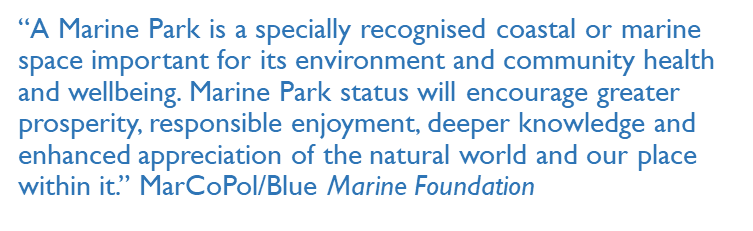 “A Marine Park is a specially recognised coastal or marine
space important for its environment and community health
and wellbeing. Marine Park status will encourage greater
prosperity, responsible enjoyment, deeper knowledge and
enhanced appreciation of the natural world and our place
within it.” MarCoPol/Blue Marine Foundation